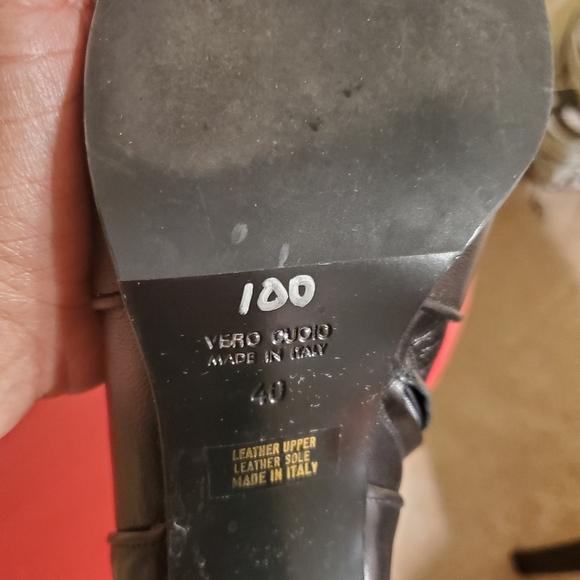 100
VERO CUOIO
MADE IN ITALY
40
LEATHER UPPER
LEATHER SOLE
MADE IN ITALY